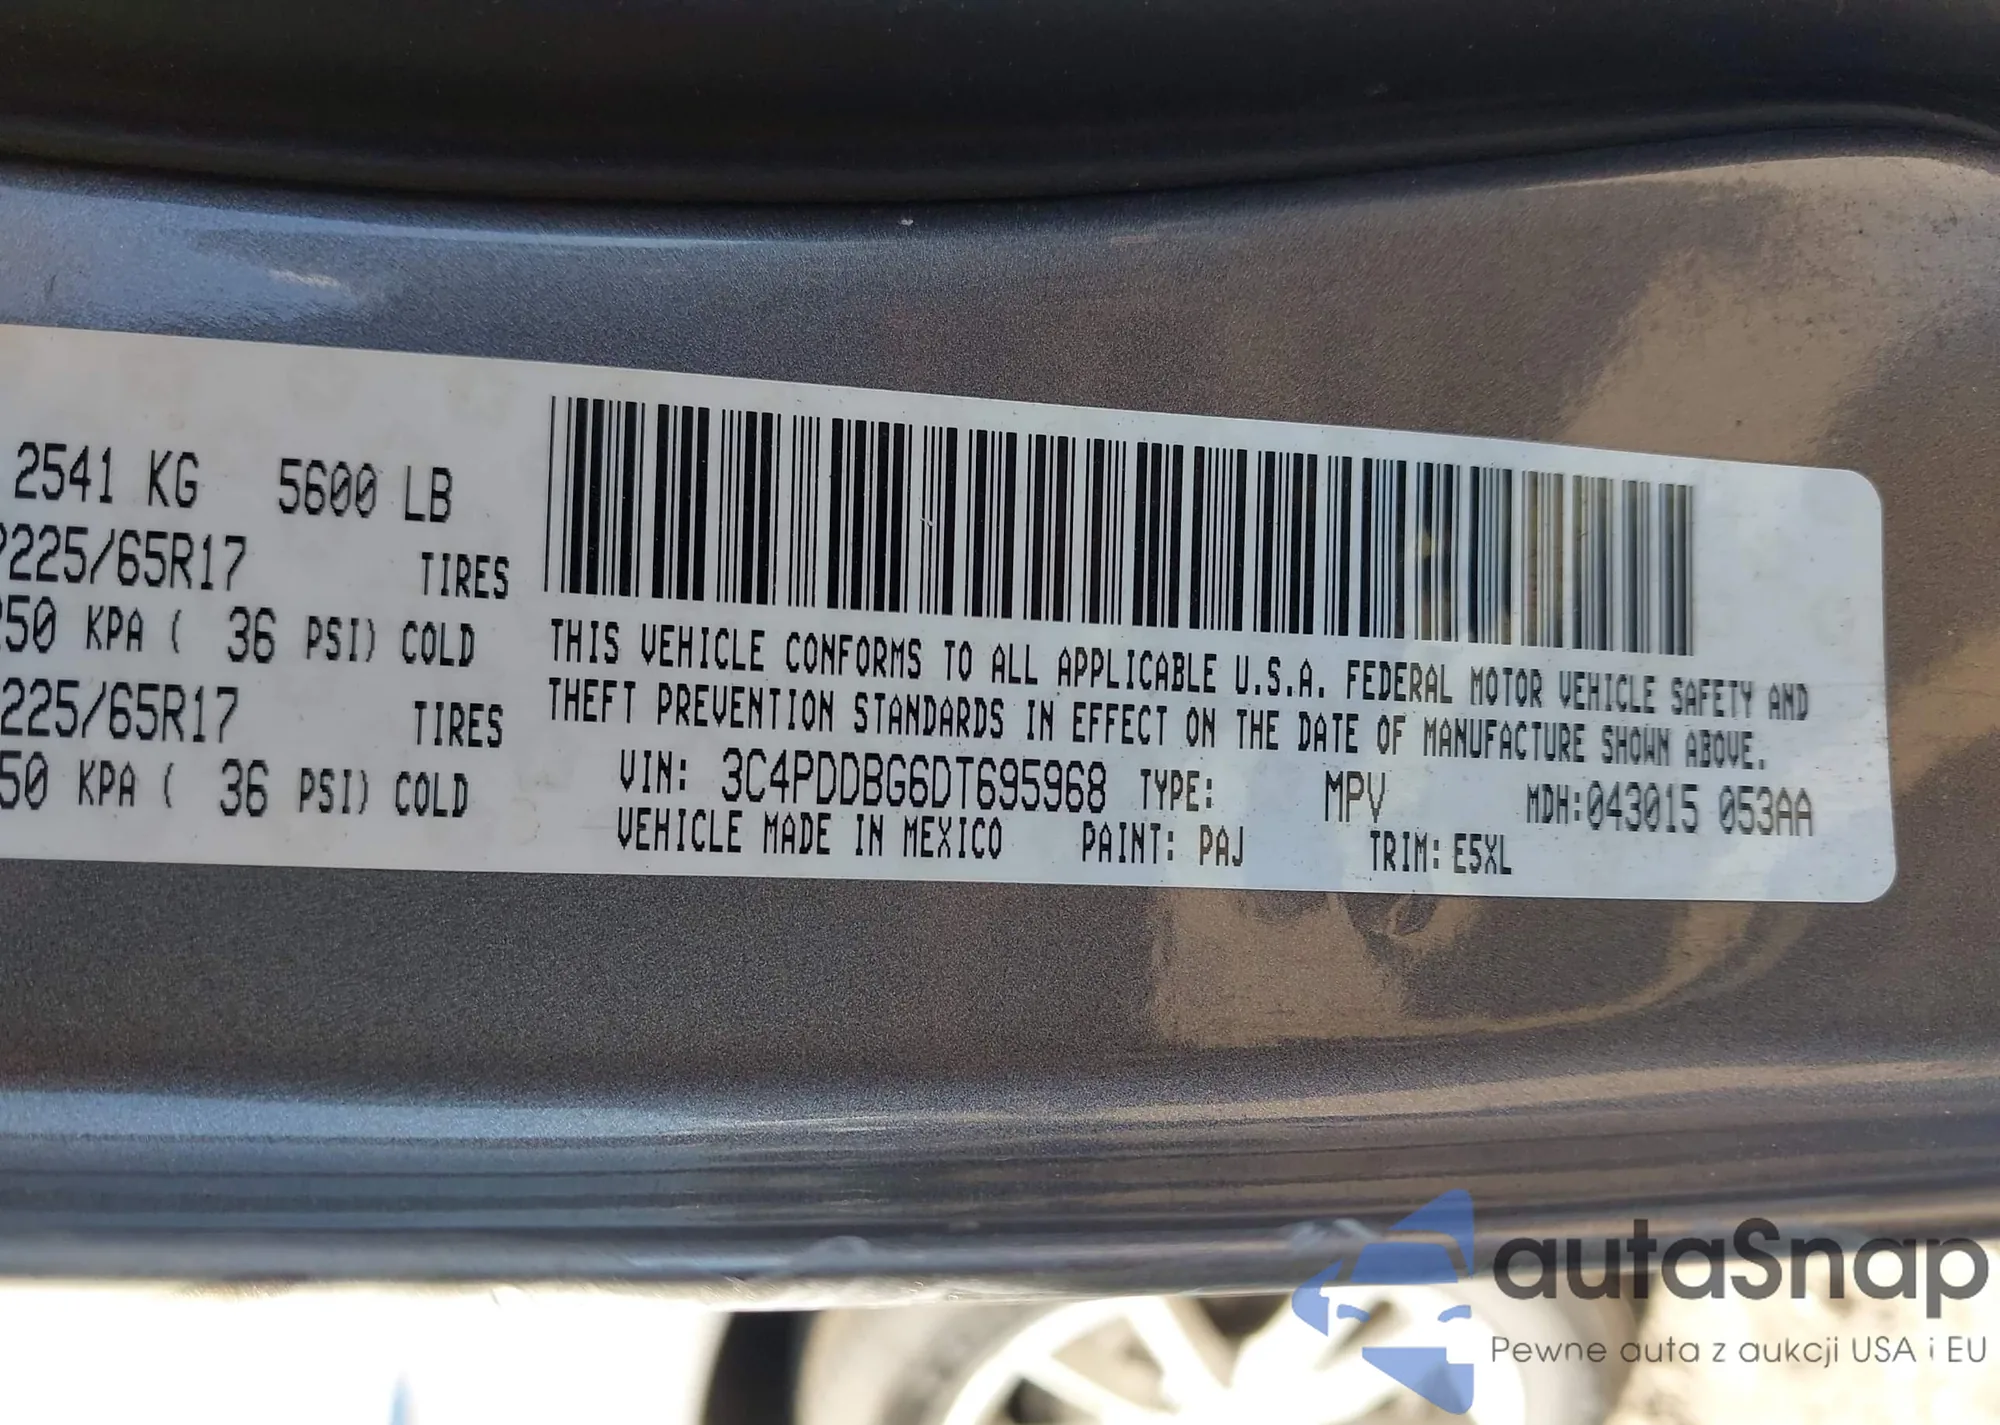 2541 KG 5600 LB
225/65R17 TIRES
250 KPA ( 36 PSI) COLD
225/65R17 TIRES
50 KPA ( 36 PSI) COLD
THIS VEHICLE CONFORMS TO ALL APPLICABLE U.S.A. FEDERAL MOTOR VEHICLE SAFETY AND
THEFT PREVENTION STANDARDS IN EFFECT ON THE DATE OF MANUFACTURE SHOWN ABOVE.
VIN: 3C4PDDBG6DT695968 TYPE: MPV MDH:043015 053AA
VEHICLE MADE IN MEXICO PAINT: PAJ TRIM: E5XL
autaSnap
Pewne auta z aukcji USA i EU